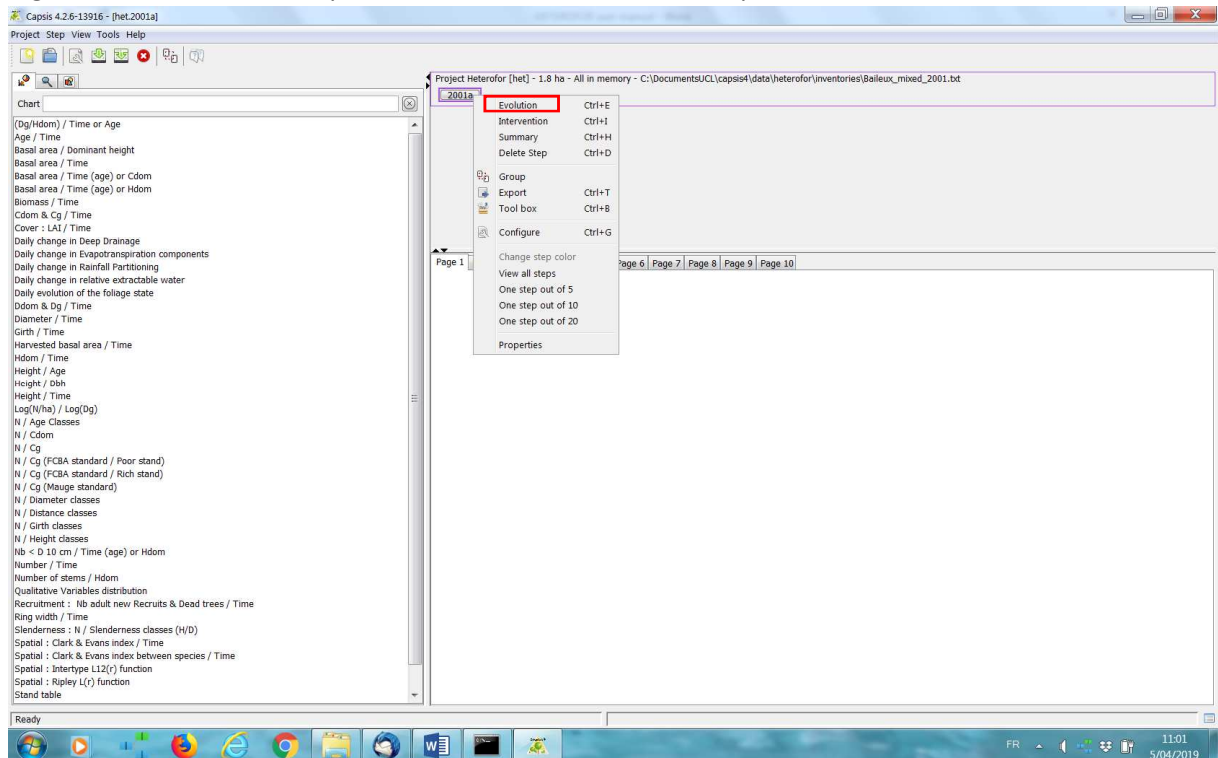 Capsis 4.2.6-13916 - [het.2001a]
Project Step View Tools Help
Chart
(Dg/Hdom) / Time or Age
Age / Time
Basal area / Dominant height
Basal area / Time
Basal area / Time (age) or Cdom
Basal area / Time (age) or Hdom
Biomass / Time
Cdom & Cg / Time
Cover : LAI / Time
Daily change in Deep Drainage
Daily change in Evapotranspiration components
Daily change in Rainfall Partitioning
Daily change in relative extractable water
Daily evolution of the foliage state
Ddom & Dg / Time
Diameter / Time
Girth / Time
Harvested basal area / Time
Hdom / Time
Height / Age
Height / Dbh
Height / Time
Log(N/ha) / Log(Dg)
N / Age Classes
N / Cdom
N / Cg
N / Cg (FCBA standard / Poor stand)
N / Cg (FCBA standard / Rich stand)
N / Cg (Mauge standard)
N / Diameter classes
N / Distance classes
N / Girth classes
N / Height classes
Nb < D 10 cm / Time (age) or Hdom
Number / Time
Number of stems / Hdom
Qualitative Variables distribution
Recruitment : Nb adult new Recruits & Dead trees / Time
Ring width / Time
Slenderness : N / Slenderness classes (H/D)
Spatial : Clark & Evans index / Time
Spatial : Clark & Evans index between species / Time
Spatial : Intertype L12(r) function
Spatial : Ripley L(r) function
Stand table
Project Heterofor [het] - 1.8 ha - All in memory - C:\DocumentsUCL\capsis4\data\heterofor\inventories\Baileux_mixed_2001.txt
2001a
Evolution Ctrl+E
Intervention Ctrl+I
Summary Ctrl+H
Delete Step Ctrl+D
Group
Export Ctrl+T
Tool box Ctrl+B
Configure Ctrl+G
Change step color
View all steps
One step out of 5
One step out of 10
One step out of 20
Properties
Page 1 Page 6 Page 7 Page 8 Page 9 Page 10
Ready
FR
11:01
5/04/2019